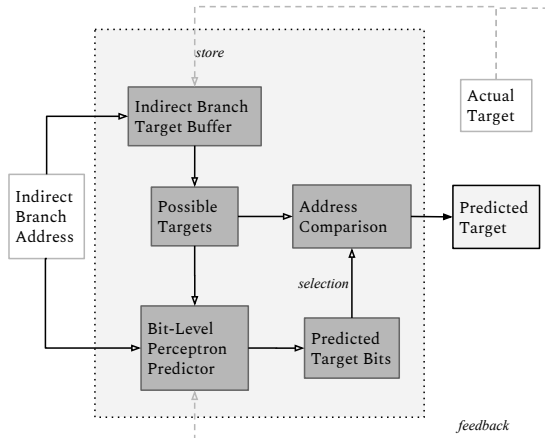 store
Indirect Branch
Target Buffer
Actual
Target
Indirect
Branch
Address
Possible
Targets
Address
Comparison
Predicted
Target
selection
Bit-Level
Perceptron
Predictor
Predicted
Target Bits
feedback